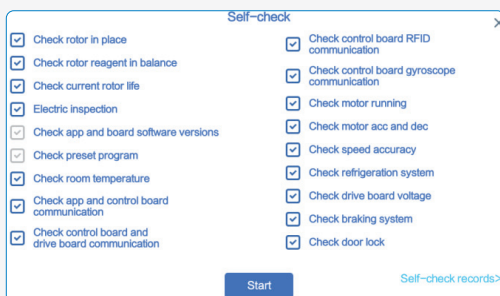 Self-check
Check rotor in place
Check rotor reagent in balance
Check current rotor life
Electric inspection
Check app and board software versions
Check preset program
Check room temperature
Check app and control board
communication
Check control board and
drive board communication
Check control board RFID
communication
Check control board gyroscope
communication
Check motor running
Check motor acc and dec
Check speed accuracy
Check refrigeration system
Check drive board voltage
Check braking system
Check door lock
Start
Self-check records>